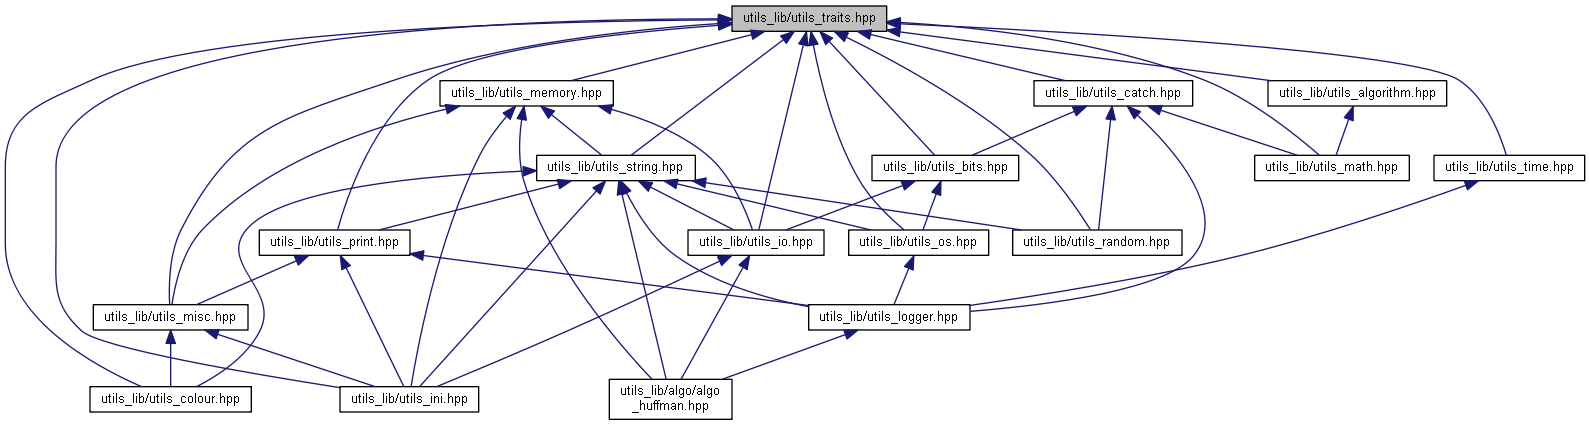 utils_lib/utils_traits.hpp
utils_lib/utils_memory.hpp
utils_lib/utils_catch.hpp
utils_lib/utils_algorithm.hpp
utils_lib/utils_string.hpp
utils_lib/utils_bits.hpp
utils_lib/utils_math.hpp
utils_lib/utils_time.hpp
utils_lib/utils_print.hpp
utils_lib/utils_io.hpp
utils_lib/utils_os.hpp
utils_lib/utils_random.hpp
utils_lib/utils_misc.hpp
utils_lib/utils_logger.hpp
utils_lib/utils_colour.hpp
utils_lib/utils_ini.hpp
utils_lib/algo/algo
_huffman.hpp